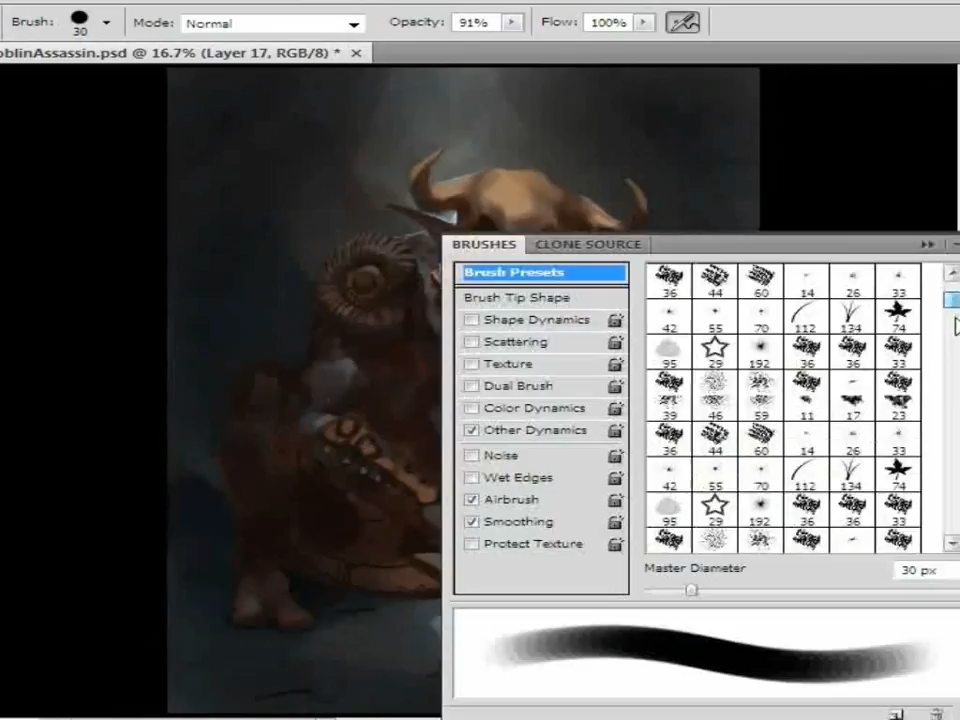 Brush: 30 Mode: Normal Opacity: 91% Flow: 100%
oblinAssassin.psd @ 16.7% (Layer 17, RGB/8) *
BRUSHES CLONE SOURCE
Brush Presets
Brush Tip Shape
Shape Dynamics
Scattering
Texture
Dual Brush
Color Dynamics
Other Dynamics
Noise
Wet Edges
Airbrush
Smoothing
Protect Texture
36 44 60 14 26 33
42 55 70 112 134 74
95 29 192 36 36 33
39 46 59 11 17 23
36 44 60 14 26 33
42 55 70 112 134 74
95 29 192 36 36 33
Master Diameter 30 px